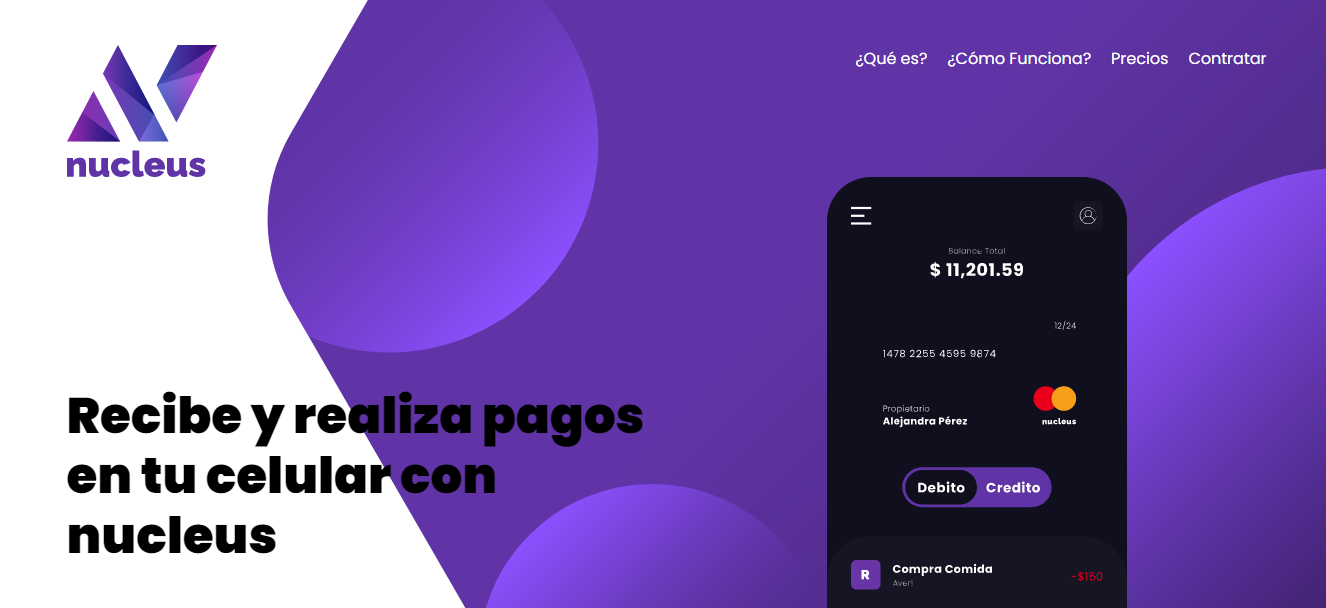 ¿Qué es? ¿Cómo Funciona? Precios Contratar
nucleus
Balance Total
$ 11,201.59
12/24
1478 2255 4595 9874
Propietario
Alejandra Pérez
nucleus
Debito Credito
R Compra Comida -$150
Aver!
Recibe y realiza pagos
en tu celular con
nucleus